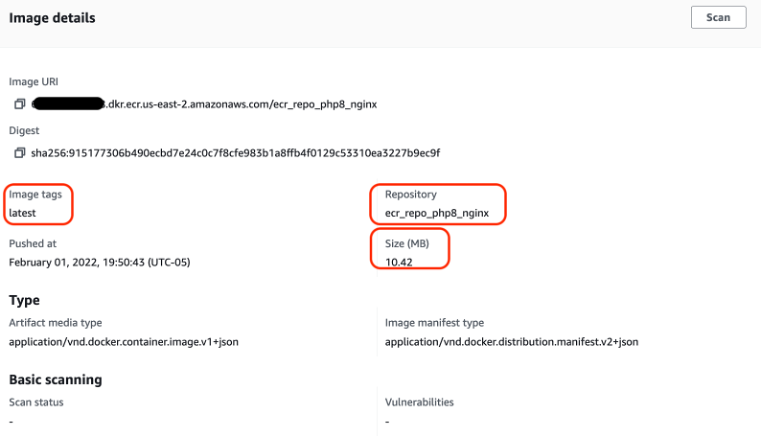 Image details
Scan
Image URI
.dkr.ecr.us-east-2.amazonaws.com/ecr_repo_php8_nginx
Digest
sha256:915177306b490ecbd7e24c0c7f8cfe983b1a8ffb4f0129c53310ea3227b9ec9f
Image tags
Repository
latest
ecr_repo_php8_nginx
Pushed at
Size (MB)
February 01, 2022, 19:50:43 (UTC-05)
10.42
Type
Artifact media type
Image manifest type
application/vnd.docker.container.image.v1+json
application/vnd.docker.distribution.manifest.v2+json
Basic scanning
Scan status
Vulnerabilities
-
-